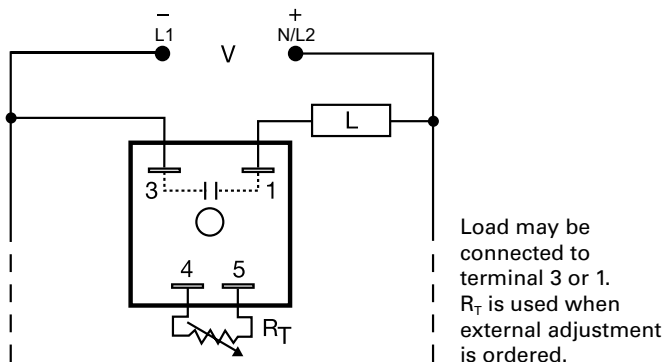 − +
L1 N/L2
V
L
3 1
4 5
RT
Load may be
connected to
terminal 3 or 1.
RT is used when
external adjustment
is ordered.